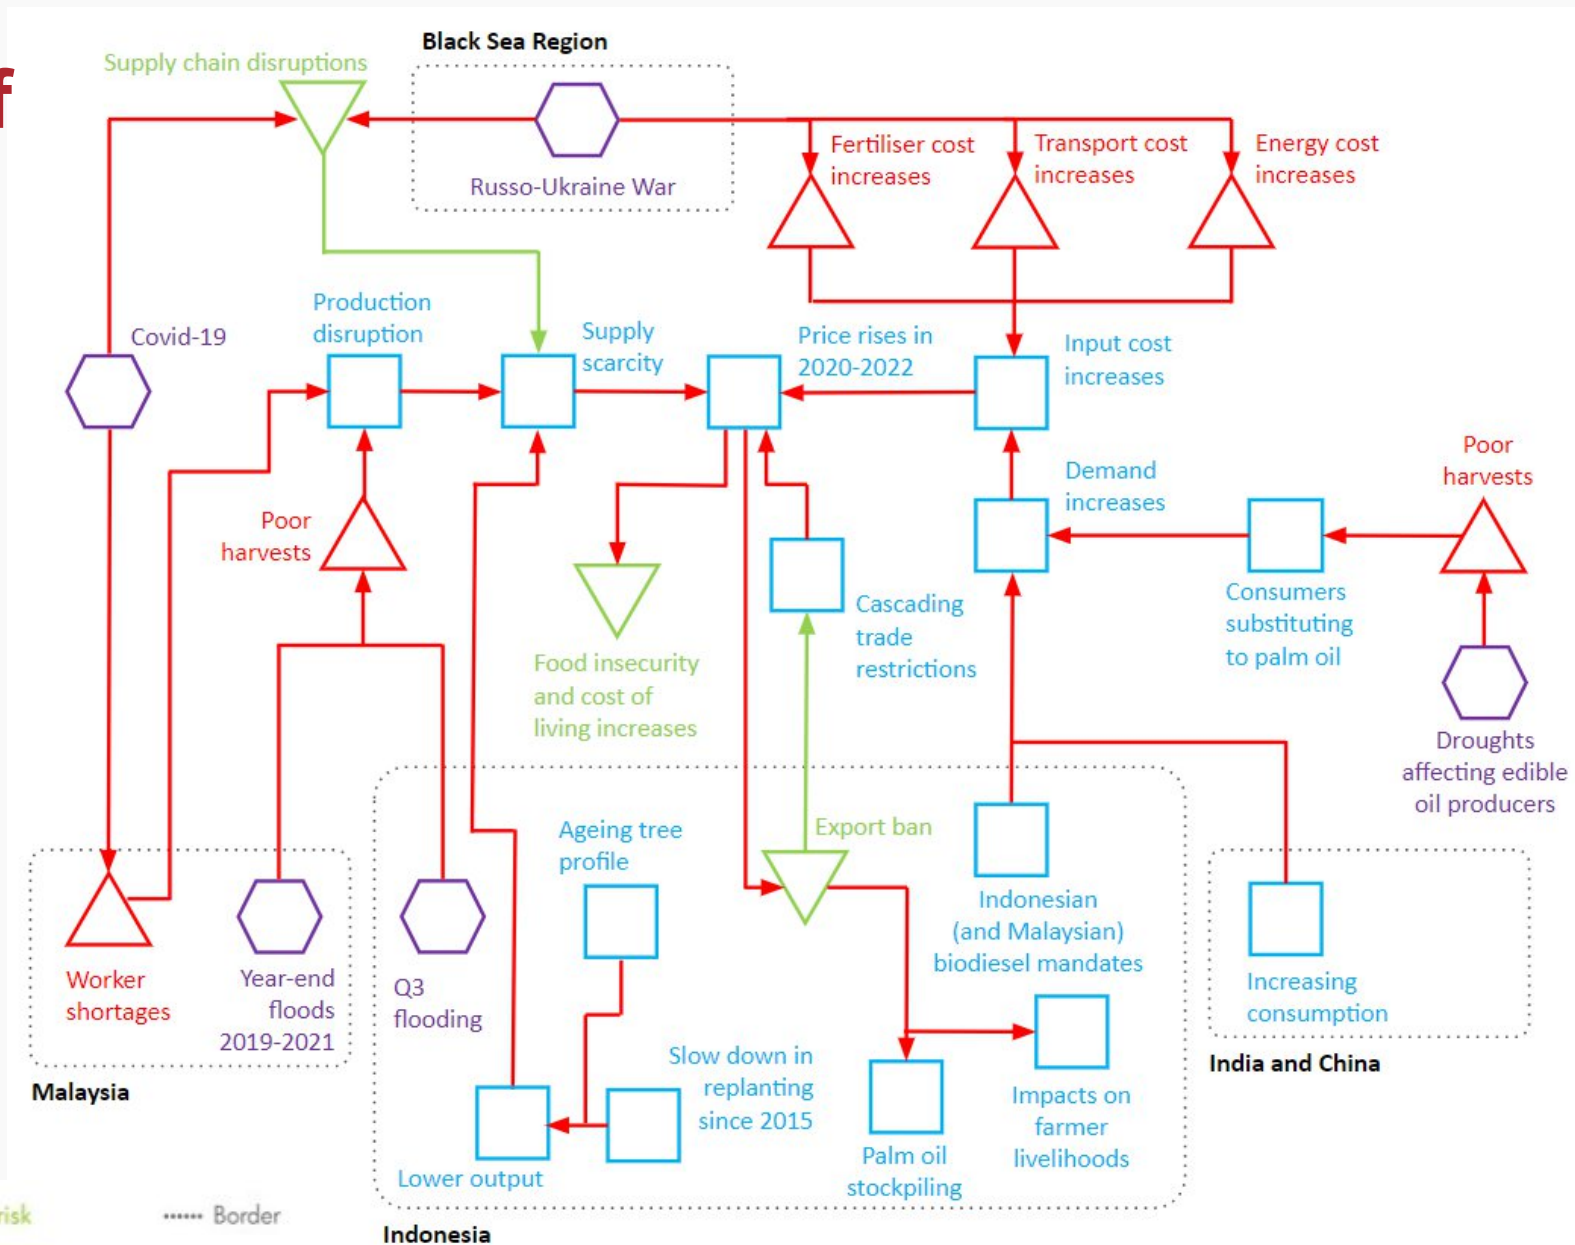 f
Black Sea Region
Supply chain disruptions
Russo-Ukraine War
Fertiliser cost
increases
Transport cost
increases
Energy cost
increases
Covid-19
Production
disruption
Supply
scarcity
Price rises in
2020-2022
Input cost
increases
Poor
harvests
Demand
increases
Poor
harvests
Consumers
substituting
to palm oil
Cascading
trade
restrictions
Food insecurity
and cost of
living increases
Droughts
affecting edible
oil producers
Ageing tree
profile
Export ban
Indonesian
(and Malaysian)
biodiesel mandates
Increasing
consumption
Worker
shortages
Year-end
floods
2019-2021
Q3
flooding
Malaysia
Slow down in
replanting
since 2015
India and China
Impacts on
farmer
livelihoods
Lower output
Palm oil
stockpiling
risk
Border
Indonesia